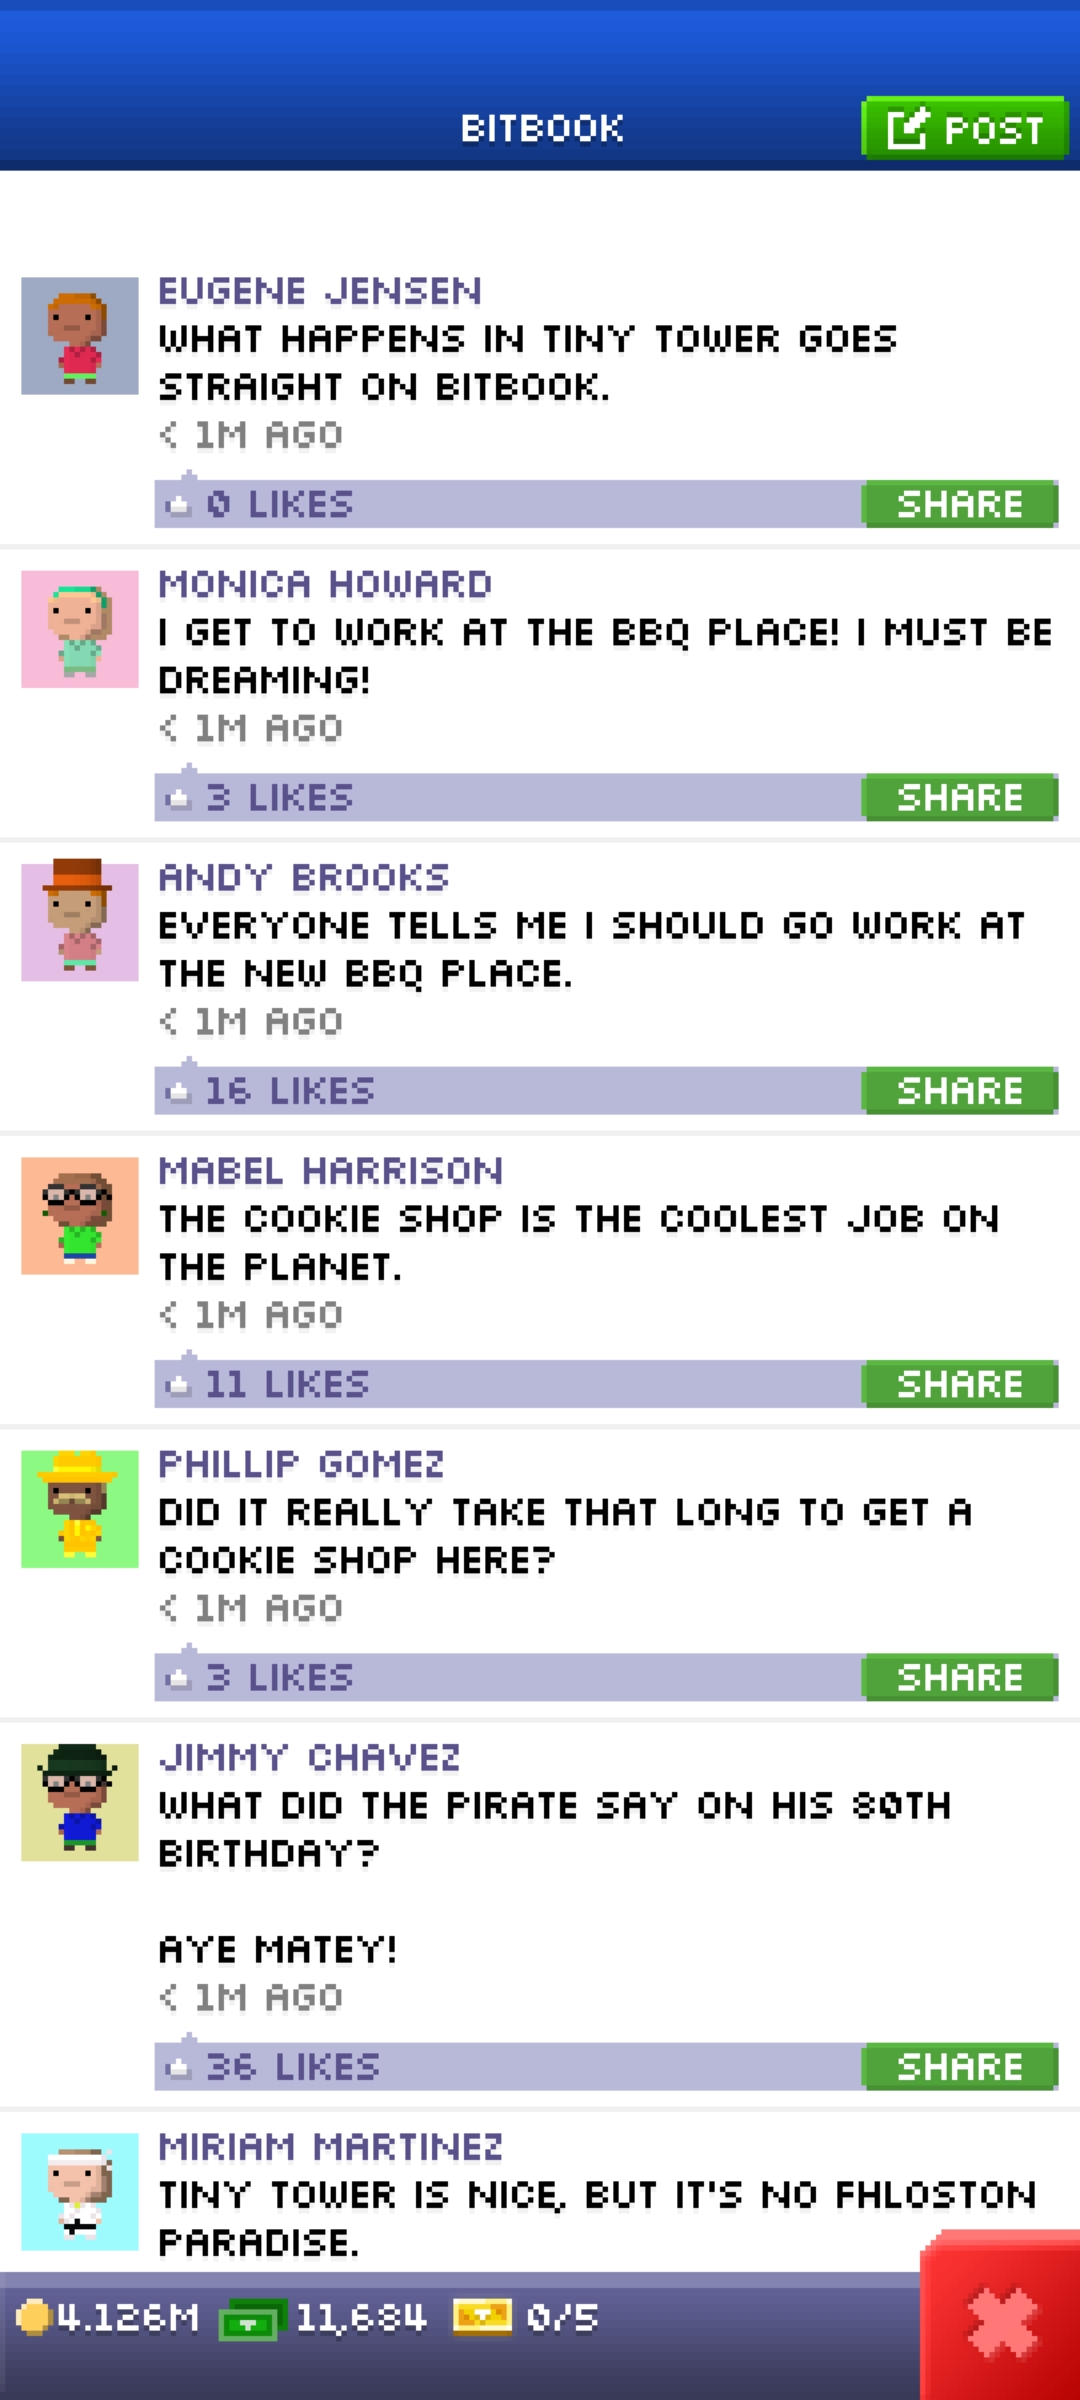 BITBOOK
POST
EUGENE JENSEN
WHAT HAPPENS IN TINY TOWER GOES
STRAIGHT ON BITBOOK.
< 1M AGO
0 LIKES
SHARE
MONICA HOWARD
I GET TO WORK AT THE BBQ PLACE! I MUST BE
DREAMING!
< 1M AGO
3 LIKES
SHARE
ANDY BROOKS
EVERYONE TELLS ME I SHOULD GO WORK AT
THE NEW BBQ PLACE.
< 1M AGO
16 LIKES
SHARE
MABEL HARRISON
THE COOKIE SHOP IS THE COOLEST JOB ON
THE PLANET.
< 1M AGO
11 LIKES
SHARE
PHILLIP GOMEZ
DID IT REALLY TAKE THAT LONG TO GET A
COOKIE SHOP HERE?
< 1M AGO
3 LIKES
SHARE
JIMMY CHAVEZ
WHAT DID THE PIRATE SAY ON HIS 80TH
BIRTHDAY?
AYE MATEY!
< 1M AGO
36 LIKES
SHARE
MIRIAM MARTINEZ
TINY TOWER IS NICE, BUT IT'S NO FHLOSTON
PARADISE.
4.126M
11,684
0/5